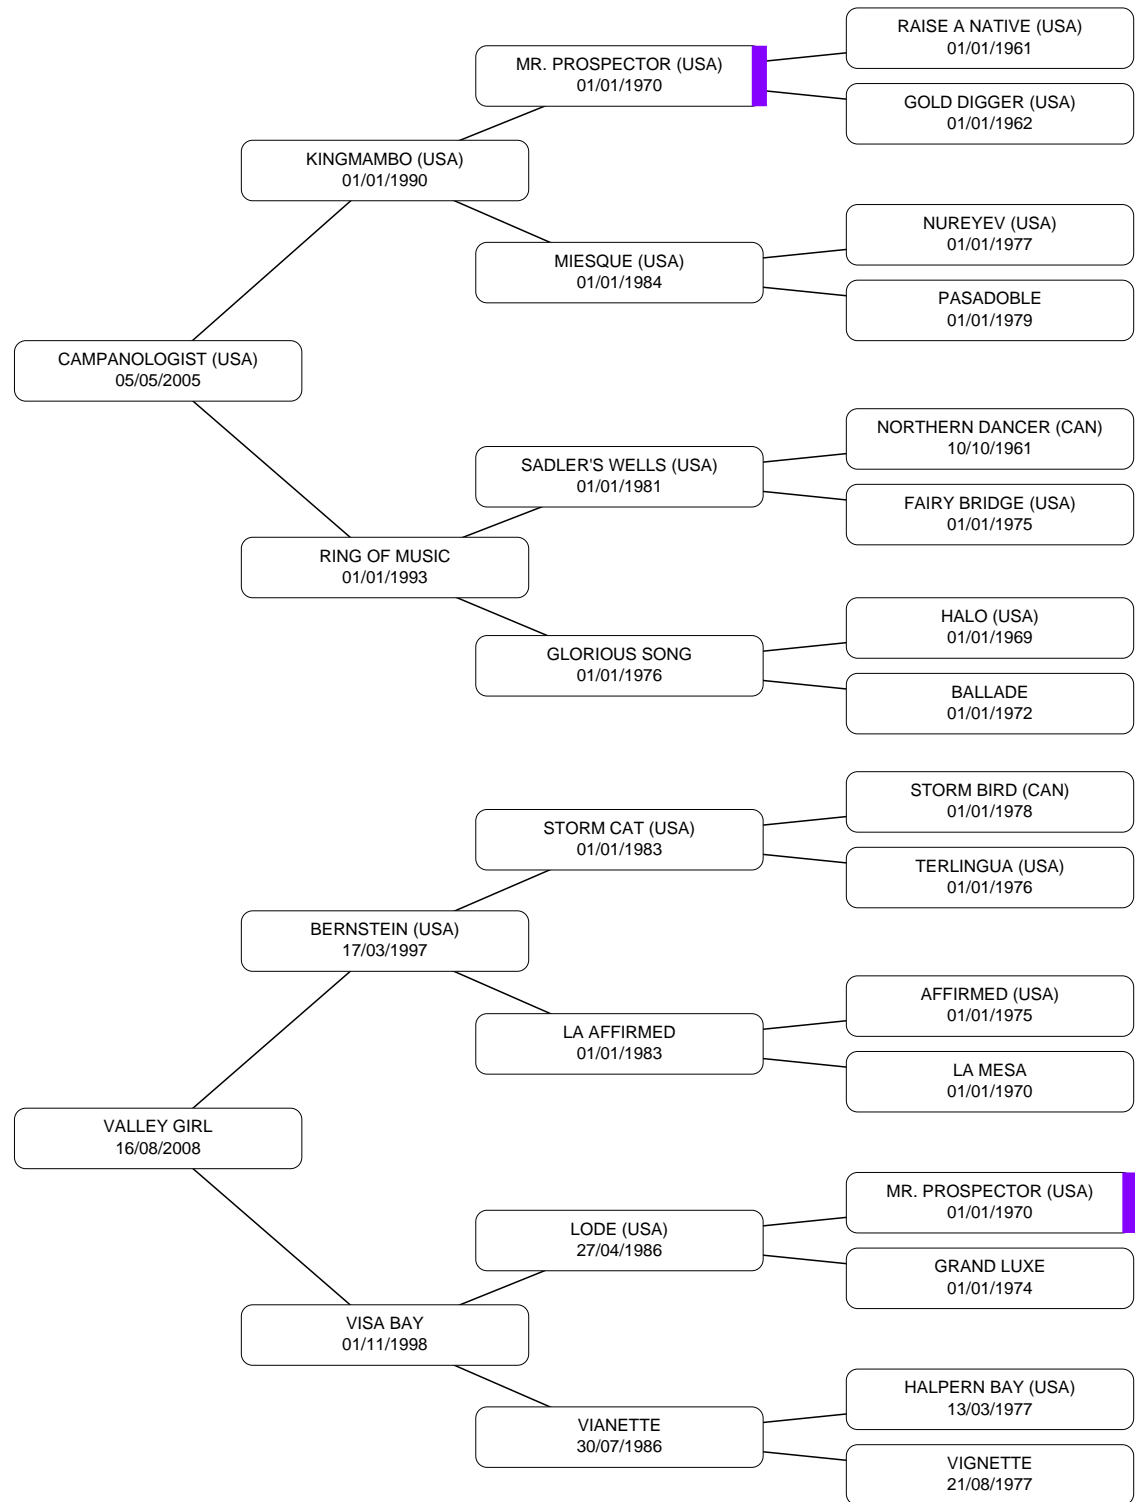 RAISE A NATIVE (USA)
01/01/1961
MR. PROSPECTOR (USA)
01/01/1970
GOLD DIGGER (USA)
01/01/1962
KINGMAMBO (USA)
01/01/1990
NUREYEV (USA)
01/01/1977
MIESQUE (USA)
01/01/1984
PASADOBLE
01/01/1979
CAMPANOLOGIST (USA)
05/05/2005
NORTHERN DANCER (CAN)
10/10/1961
SADLER'S WELLS (USA)
01/01/1981
FAIRY BRIDGE (USA)
01/01/1975
RING OF MUSIC
01/01/1993
HALO (USA)
01/01/1969
GLORIOUS SONG
01/01/1976
BALLADE
01/01/1972
STORM BIRD (CAN)
01/01/1978
STORM CAT (USA)
01/01/1983
TERLINGUA (USA)
01/01/1976
BERNSTEIN (USA)
17/03/1997
AFFIRMED (USA)
01/01/1975
LA AFFIRMED
01/01/1983
LA MESA
01/01/1970
VALLEY GIRL
16/08/2008
MR. PROSPECTOR (USA)
01/01/1970
LODE (USA)
27/04/1986
GRAND LUXE
01/01/1974
VISA BAY
01/11/1998
HALPERN BAY (USA)
13/03/1977
VIANETTE
30/07/1986
VIGNETTE
21/08/1977